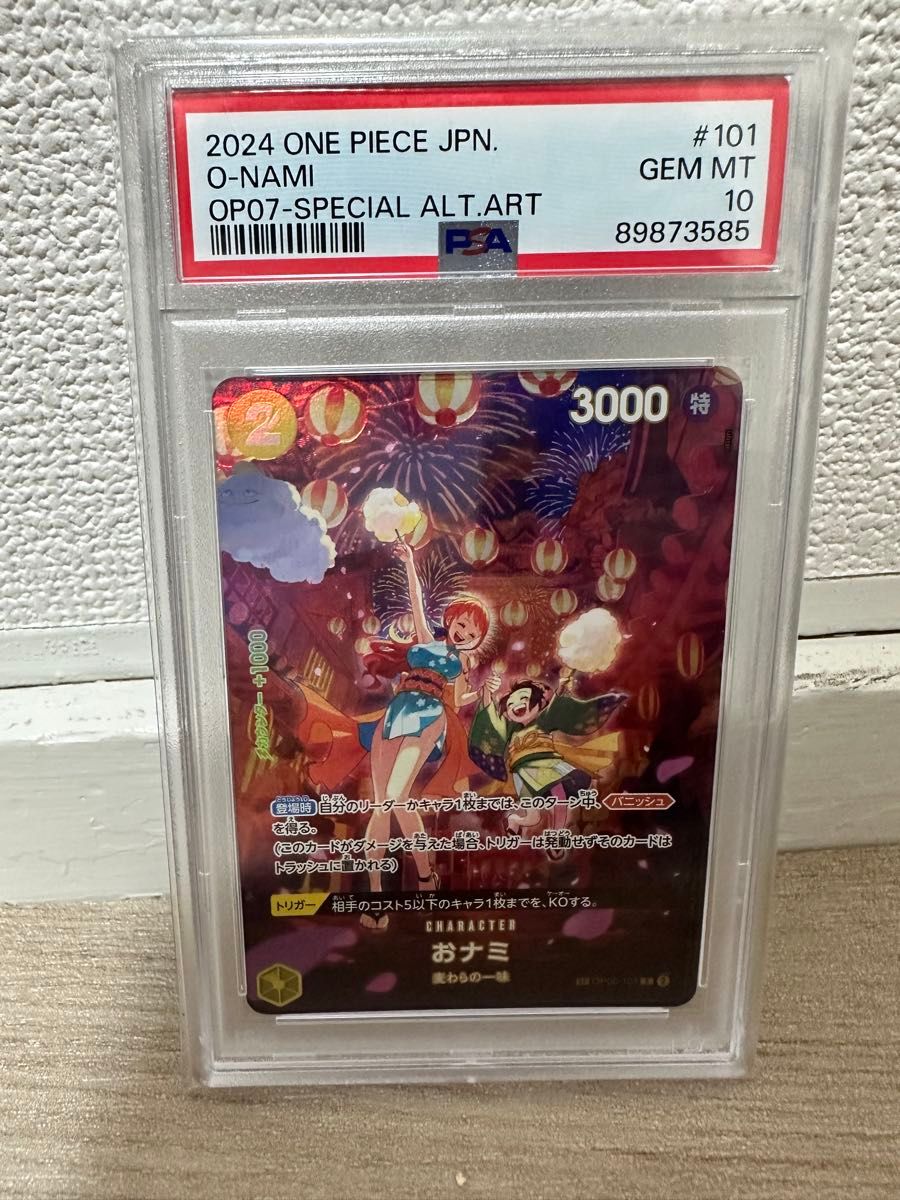 2024 ONE PIECE JPN. #101
O-NAMI GEM MT
OP07-SPECIAL ALT.ART 10
PSA 89873585
2 3000 特
カウンター+1000
登場時 自分のリーダーかキャラ1枚までは、このターン中、バニッシュ
を得る。
(このカードがダメージを与えた場合、トリガーは発動せずそのカードは
トラッシュに置かれる)
トリガー 相手のコスト5以下のキャラ1枚までを、KOする。
CHARACTER
おナミ
麦わらの一味
OP06-101